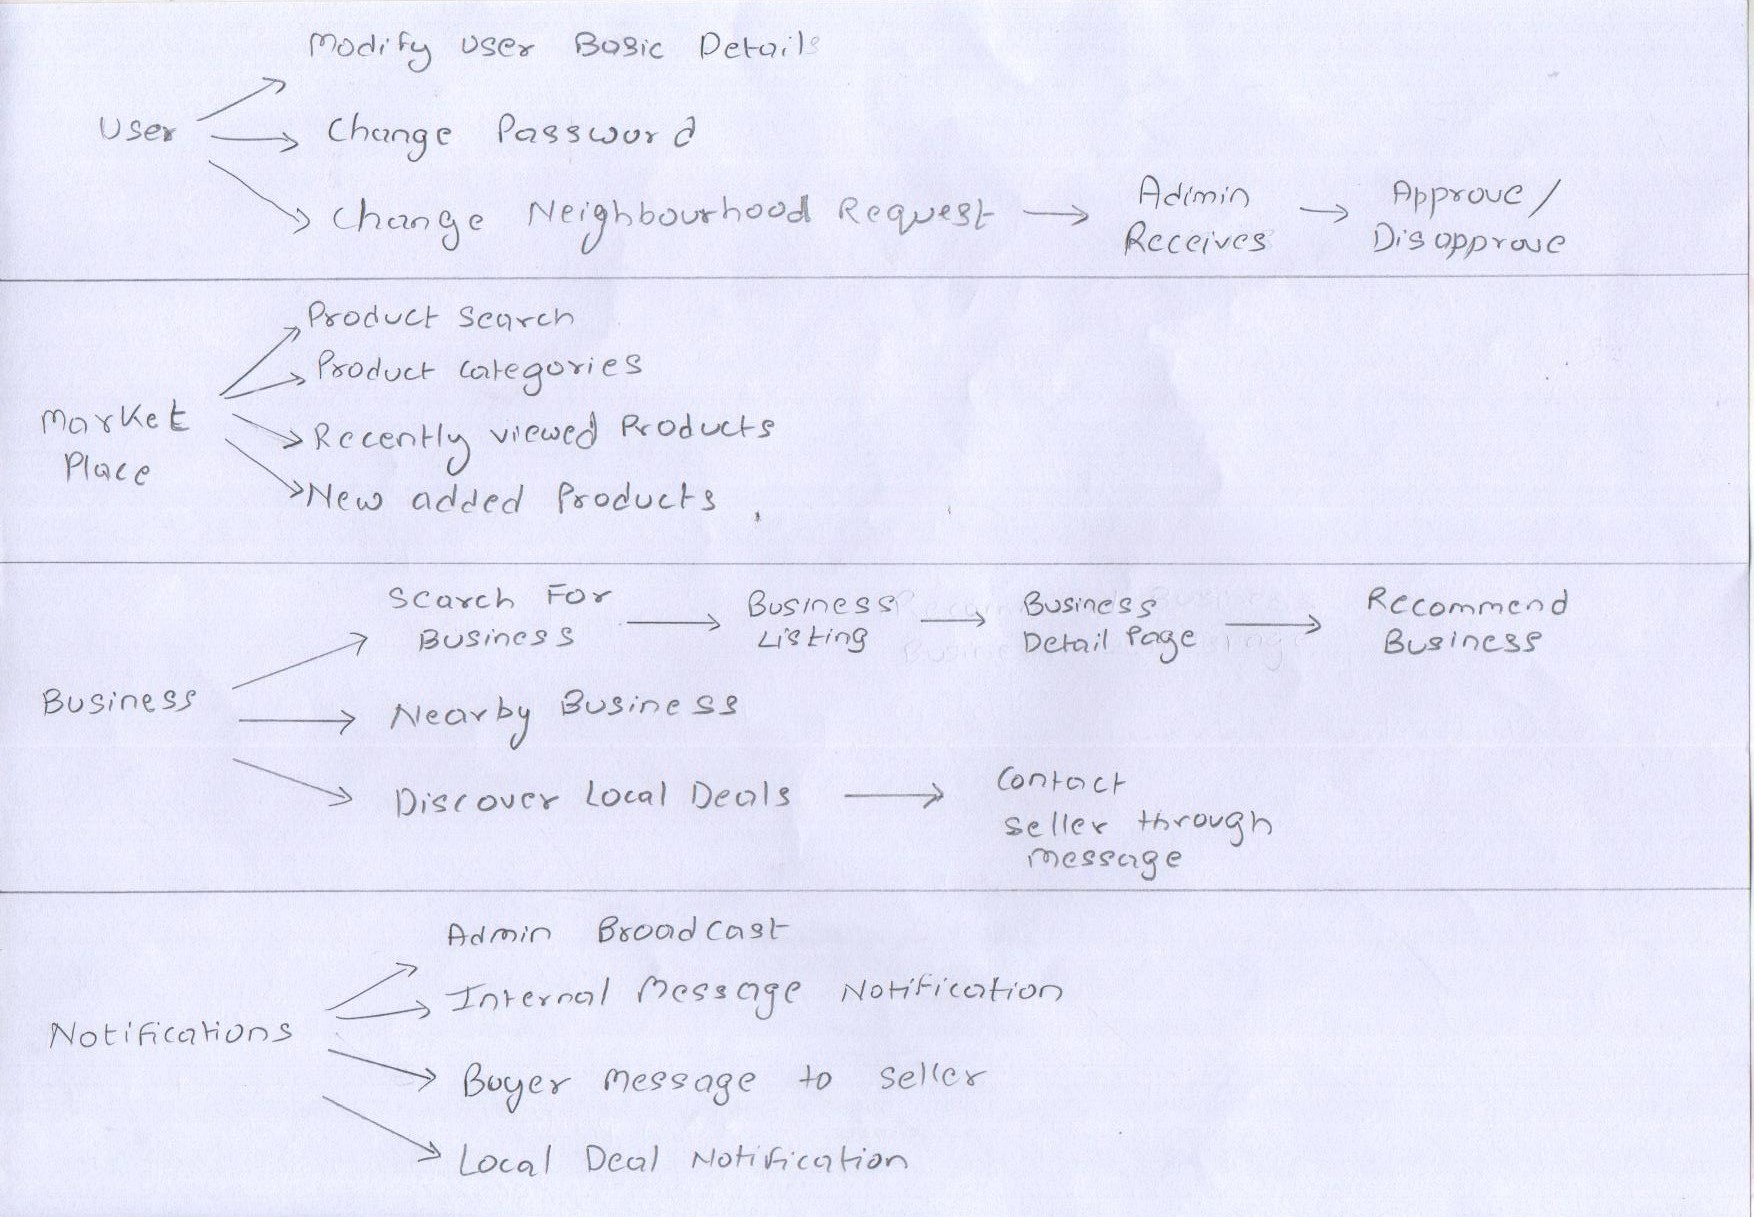 Modify User Basic Details
User
Change Password
Change Neighbourhood Request
Admin
Receives
Approve /
Disapprove
Product Search
Product Categories
Market
Place
Recently viewed Products
New added Products
Search For
Business
Business
Listing
Business
Detail Page
Recommend
Business
Business
Nearby Business
Discover Local Deals
Contact
Seller through
Message
Admin Broadcast
Internal Message Notification
Notifications
Buyer message to seller
Local Deal Notification